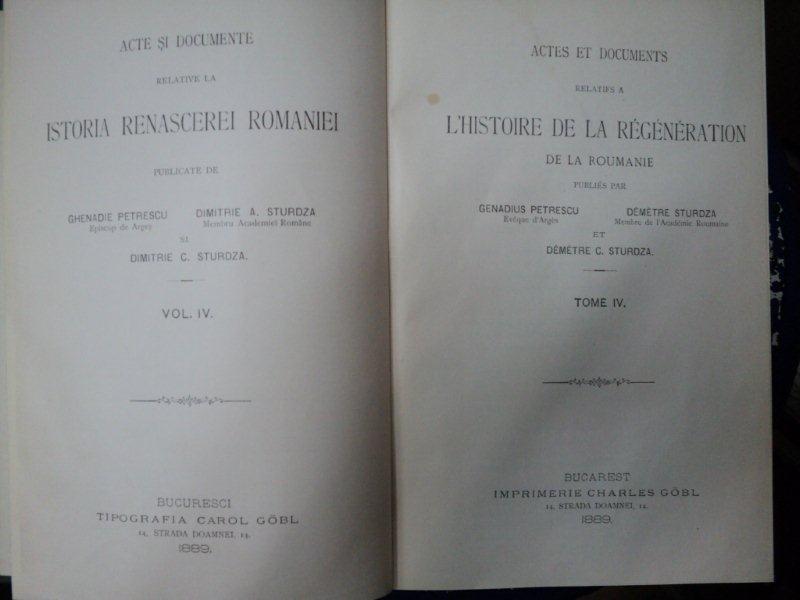 ACTE ŞI DOCUMENTE
RELATIVE LA
ISTORIA RENASCEREI ROMANIEI
PUBLICATE DE
GHENADIE PETRESCU
Episcop de Argeş
DIMITRIE A. STURDZA
Membru Academiei Române
SI
DIMITRIE C. STURDZA.
VOL. IV.
BUCURESCI
TIPOGRAFIA CAROL GÖBL
14, STRADA DOAMNEI, 14.
1889.
ACTES ET DOCUMENTS
RELATIFS A
L'HISTOIRE DE LA RÉGÉNÉRATION
DE LA ROUMANIE
PUBLIÉS PAR
GENADIUS PETRESCU
Evêque d'Argès
DÉMÈTRE STURDZA
Membre de l'Académie Roumaine
ET
DÉMÈTRE C. STURDZA.
TOME IV.
BUCAREST
IMPRIMERIE CHARLES GÖBL
14, STRADA DOAMNEI, 14.
1889.